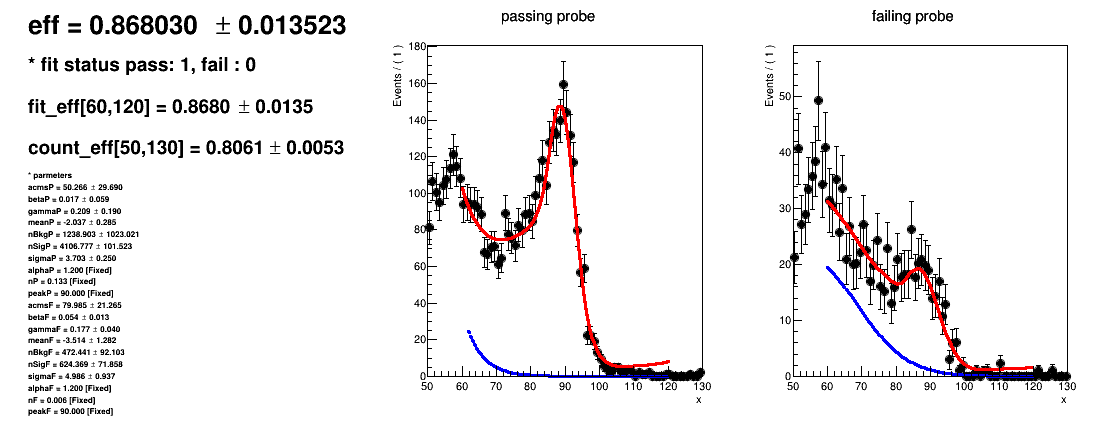 eff = 0.868030 ± 0.013523
* fit status pass: 1, fail : 0
fit_eff[60,120] = 0.8680 ± 0.0135
count_eff[50,130] = 0.8061 ± 0.0053
* parmeters
acmsP = 50.266 ± 29.690
betaP = 0.017 ± 0.059
gammaP = 0.209 ± 0.190
meanP = -2.037 ± 0.285
nBkgP = 1238.903 ± 1023.021
nSigP = 4106.777 ± 101.523
sigmaP = 3.703 ± 0.250
alphaP = 1.200 [Fixed]
nP = 0.133 [Fixed]
peakP = 90.000 [Fixed]
acmsF = 79.985 ± 21.265
betaF = 0.054 ± 0.013
gammaF = 0.177 ± 0.040
meanF = -3.514 ± 1.282
nBkgF = 472.441 ± 92.103
nSigF = 624.369 ± 71.858
sigmaF = 4.986 ± 0.937
alphaF = 1.200 [Fixed]
nF = 0.006 [Fixed]
peakF = 90.000 [Fixed]
passing probe
Events / ( 1 )
180
160
140
120
100
80
60
40
20
0
50 60 70 80 90 100 110 120 130
x
failing probe
Events / ( 1 )
50
40
30
20
10
0
50 60 70 80 90 100 110 120 130
x